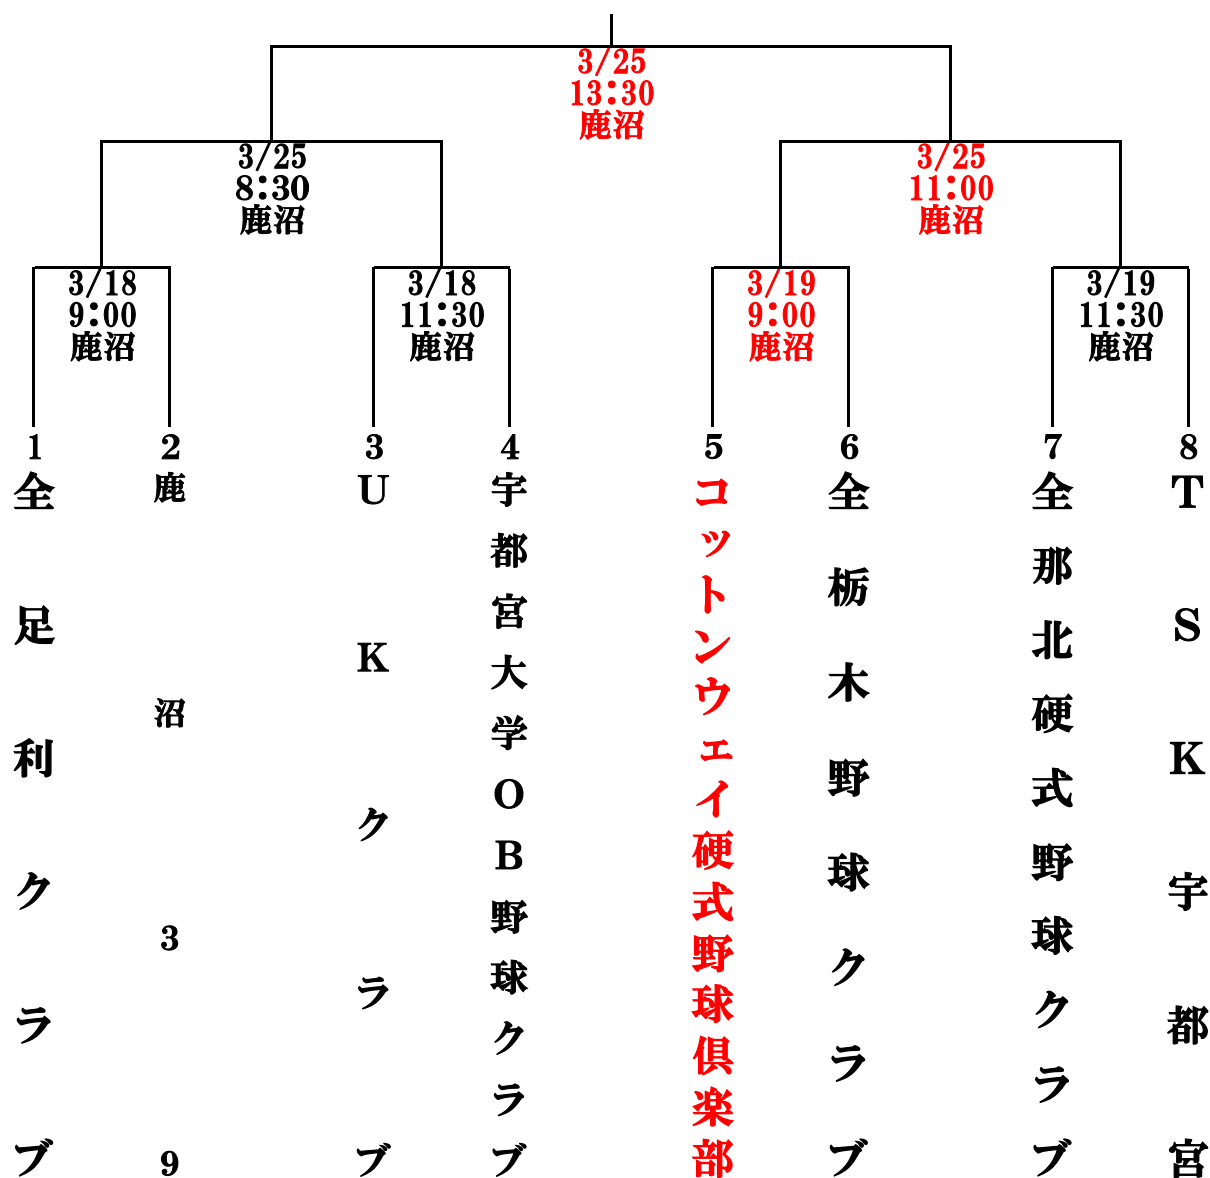 3/25
13:30
鹿沼
3/25
8:30
鹿沼
3/25
11:00
鹿沼
3/18
9:00
鹿沼
3/18
11:30
鹿沼
3/19
9:00
鹿沼
3/19
11:30
鹿沼
1
全足利クラブ
2
鹿沼39
3
UKクラブ
4
宇都宮大学OB野球クラブ
5
コットンウェイ硬式野球倶楽部
6
全栃木野球クラブ
7
全那北硬式野球クラブ
8
TSK宇都宮